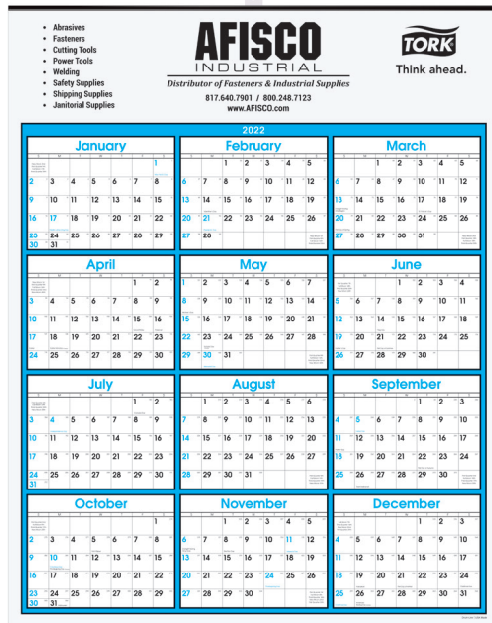 • Abrasives
• Fasteners
• Cutting Tools
• Power Tools
• Welding
• Safety Supplies
• Shipping Supplies
• Janitorial Supplies
AFISCO
INDUSTRIAL
Distributor of Fasteners & Industrial Supplies
817.640.7901 / 800.248.7123
www.AFISCO.com
TORK
Think ahead.
2022
January
1
2 3 4 5 6 7 8
9 10 11 12 13 14 15
16 17 18 19 20 21 22
23 24 25 26 27 28 29
30 31
February
1 2 3 4 5
6 7 8 9 10 11 12
13 14 15 16 17 18 19
20 21 22 23 24 25 26
27 28
March
1 2 3 4 5
6 7 8 9 10 11 12
13 14 15 16 17 18 19
20 21 22 23 24 25 26
27 28 29 30 31
April
1 2
3 4 5 6 7 8 9
10 11 12 13 14 15 16
17 18 19 20 21 22 23
24 25 26 27 28 29 30
May
1 2 3 4 5 6 7
8 9 10 11 12 13 14
15 16 17 18 19 20 21
22 23 24 25 26 27 28
29 30 31
June
1 2 3 4
5 6 7 8 9 10 11
12 13 14 15 16 17 18
19 20 21 22 23 24 25
26 27 28 29 30
July
1 2
3 4 5 6 7 8 9
10 11 12 13 14 15 16
17 18 19 20 21 22 23
24 25 26 27 28 29 30
31
August
1 2 3 4 5 6
7 8 9 10 11 12 13
14 15 16 17 18 19 20
21 22 23 24 25 26 27
28 29 30 31
September
1 2 3
4 5 6 7 8 9 10
11 12 13 14 15 16 17
18 19 20 21 22 23 24
25 26 27 28 29 30
October
1
2 3 4 5 6 7 8
9 10 11 12 13 14 15
16 17 18 19 20 21 22
23 24 25 26 27 28 29
30 31
November
1 2 3 4 5
6 7 8 9 10 11 12
13 14 15 16 17 18 19
20 21 22 23 24 25 26
27 28 29 30
December
1 2 3
4 5 6 7 8 9 10
11 12 13 14 15 16 17
18 19 20 21 22 23 24
25 26 27 28 29 30 31